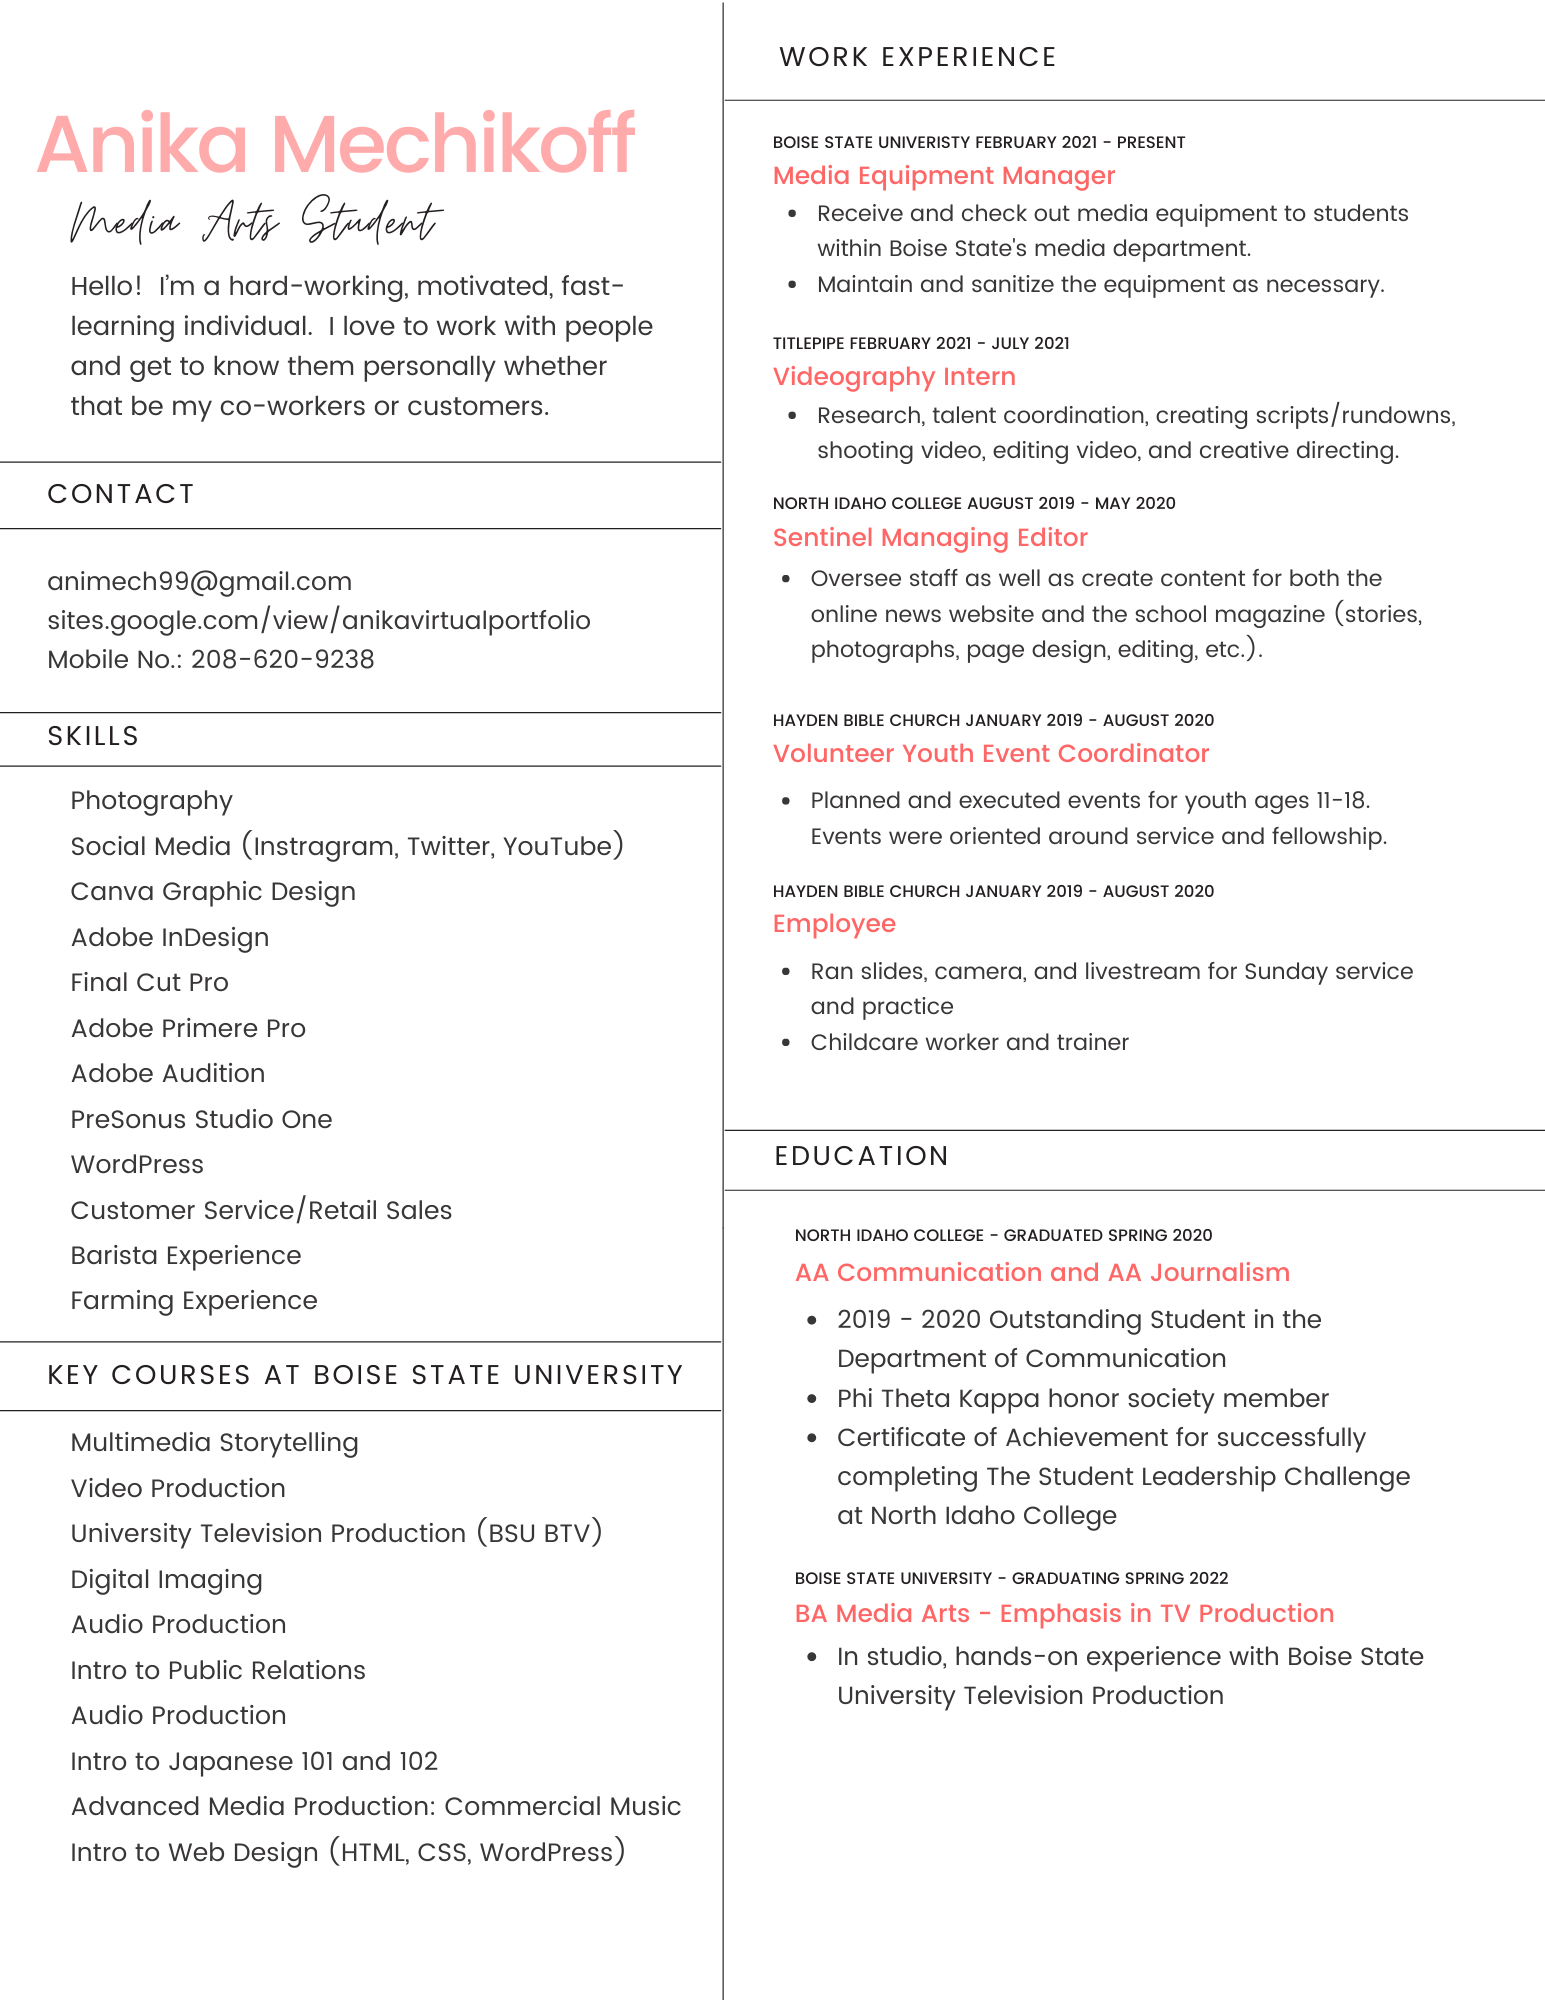 Anika Mechikoff
Media Arts Student
Hello!  I'm a hard-working, motivated, fast-
learning individual.  I love to work with people
and get to know them personally whether
that be my co-workers or customers.
CONTACT
animech99@gmail.com
sites.google.com/view/anikavirtualportfolio
Mobile No.: 208-620-9238
SKILLS
Photography
Social Media (Instragram, Twitter, YouTube)
Canva Graphic Design
Adobe InDesign
Final Cut Pro
Adobe Primere Pro
Adobe Audition
PreSonus Studio One
WordPress
Customer Service/Retail Sales
Barista Experience
Farming Experience
KEY COURSES AT BOISE STATE UNIVERSITY
Multimedia Storytelling
Video Production
University Television Production (BSU BTV)
Digital Imaging
Audio Production
Intro to Public Relations
Audio Production
Intro to Japanese 101 and 102
Advanced Media Production: Commercial Music
Intro to Web Design (HTML, CSS, WordPress)
WORK EXPERIENCE
BOISE STATE UNIVERISTY FEBRUARY 2021 - PRESENT
Media Equipment Manager
• Receive and check out media equipment to students
within Boise State's media department.
• Maintain and sanitize the equipment as necessary.
TITLEPIPE FEBRUARY 2021 - JULY 2021
Videography Intern
• Research, talent coordination, creating scripts/rundowns,
shooting video, editing video, and creative directing.
NORTH IDAHO COLLEGE AUGUST 2019 - MAY 2020
Sentinel Managing Editor
• Oversee staff as well as create content for both the
online news website and the school magazine (stories,
photographs, page design, editing, etc.).
HAYDEN BIBLE CHURCH JANUARY 2019 - AUGUST 2020
Volunteer Youth Event Coordinator
• Planned and executed events for youth ages 11-18.
Events were oriented around service and fellowship.
HAYDEN BIBLE CHURCH JANUARY 2019 - AUGUST 2020
Employee
• Ran slides, camera, and livestream for Sunday service
and practice
• Childcare worker and trainer
EDUCATION
NORTH IDAHO COLLEGE - GRADUATED SPRING 2020
AA Communication and AA Journalism
• 2019 - 2020 Outstanding Student in the
Department of Communication
• Phi Theta Kappa honor society member
• Certificate of Achievement for successfully
completing The Student Leadership Challenge
at North Idaho College
BOISE STATE UNIVERSITY - GRADUATING SPRING 2022
BA Media Arts - Emphasis in TV Production
• In studio, hands-on experience with Boise State
University Television Production